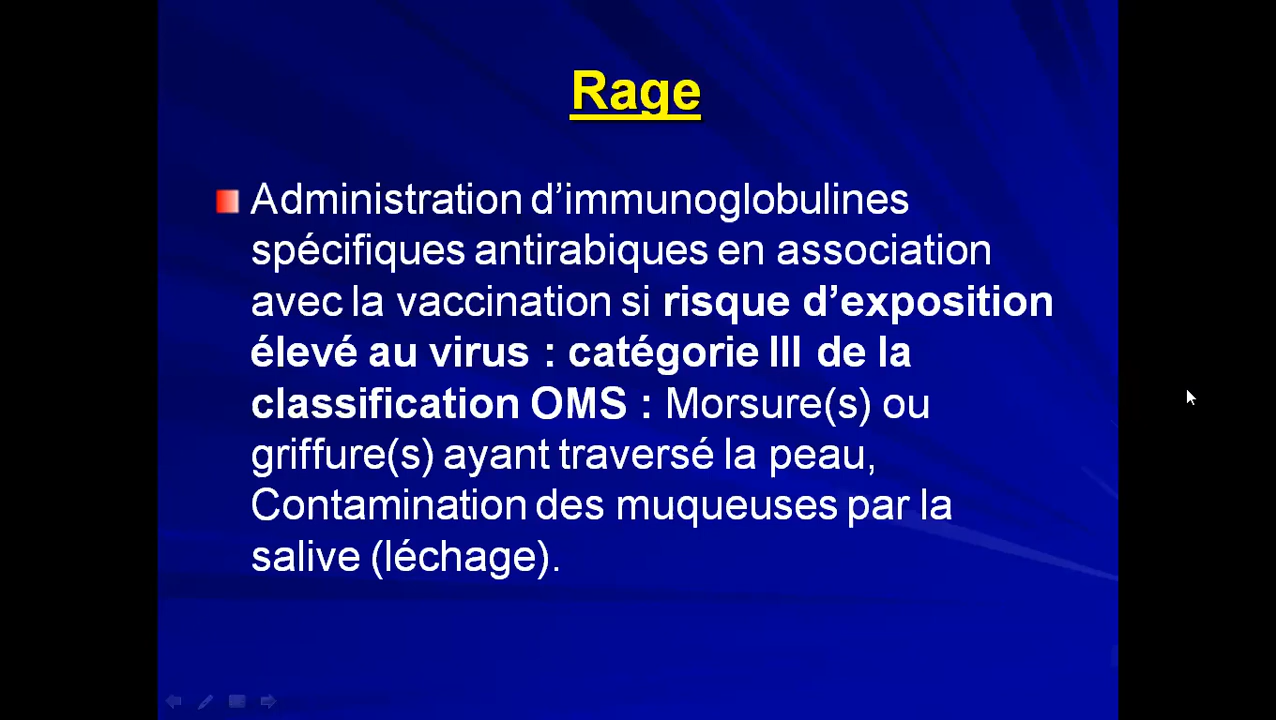 Rage
Administration d’immunoglobulines
spécifiques antirabiques en association
avec la vaccination si risque d’exposition
élevé au virus : catégorie III de la
classification OMS : Morsure(s) ou
griffure(s) ayant traversé la peau,
Contamination des muqueuses par la
salive (léchage).